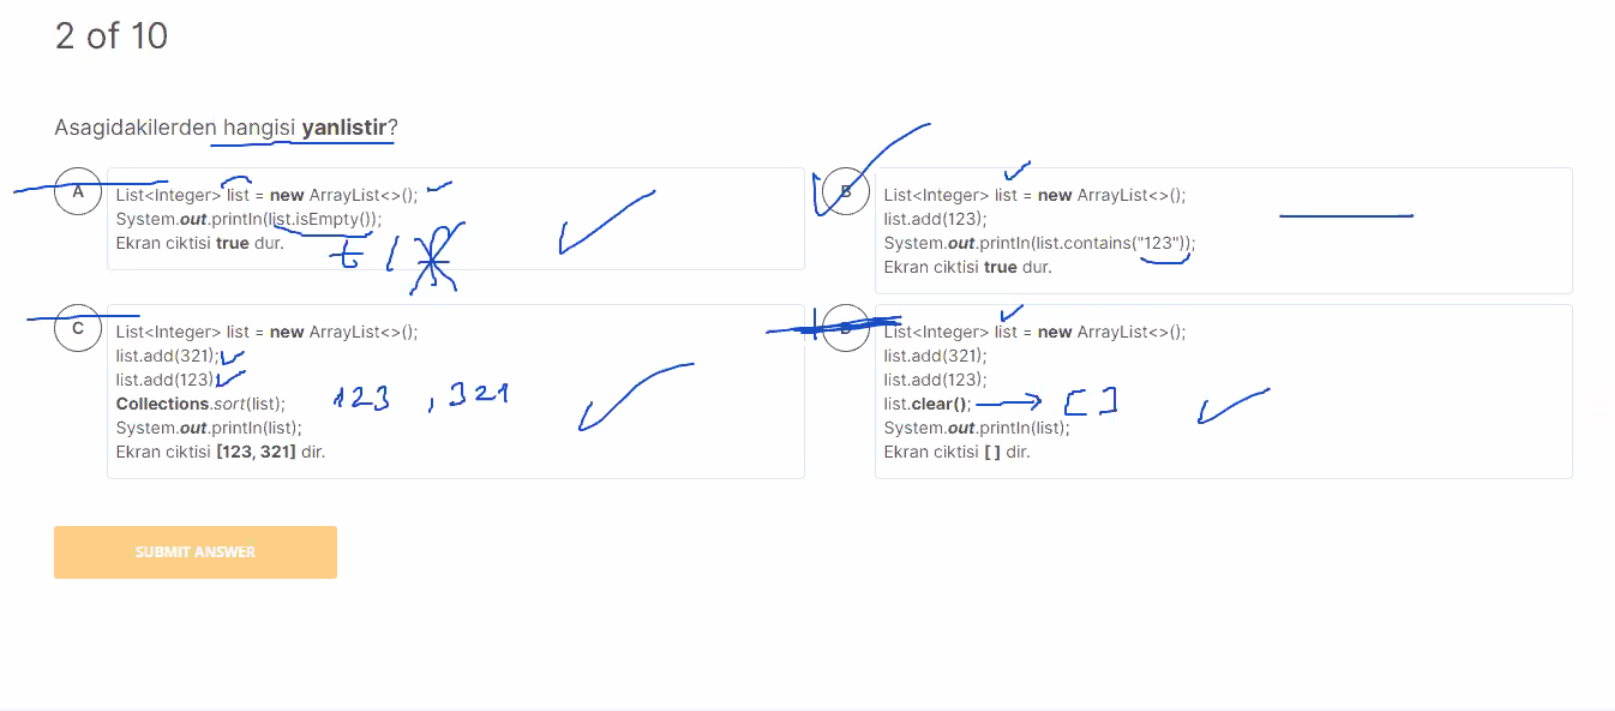 2 of 10
Asagidakilerden hangisi yanlistir?
A
List<Integer> list = new ArrayList<>();
System.out.println(list.isEmpty());
Ekran ciktisi true dur.
B
List<Integer> list = new ArrayList<>();
list.add(123);
System.out.println(list.contains("123"));
Ekran ciktisi true dur.
C
List<Integer> list = new ArrayList<>();
list.add(321);
list.add(123);
Collections.sort(list);
123 , 321
System.out.println(list);
Ekran ciktisi [123, 321] dir.
D
List<Integer> list = new ArrayList<>();
list.add(321);
list.add(123);
list.clear();
[ ]
System.out.println(list);
Ekran ciktisi [ ] dir.
SUBMIT ANSWER